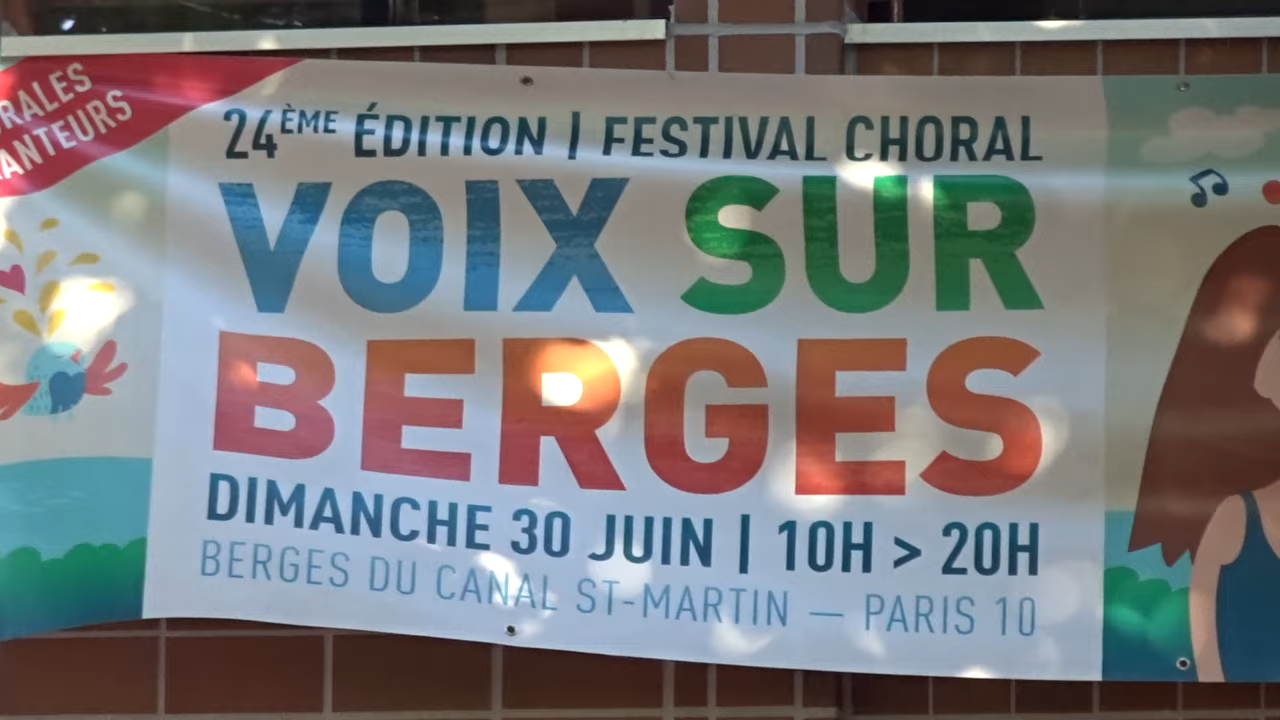 RALES
ANTEURS
24ÈME ÉDITION | FESTIVAL CHORAL
VOIX SUR
BERGES
DIMANCHE 30 JUIN | 10H > 20H
BERGES DU CANAL ST-MARTIN — PARIS 10